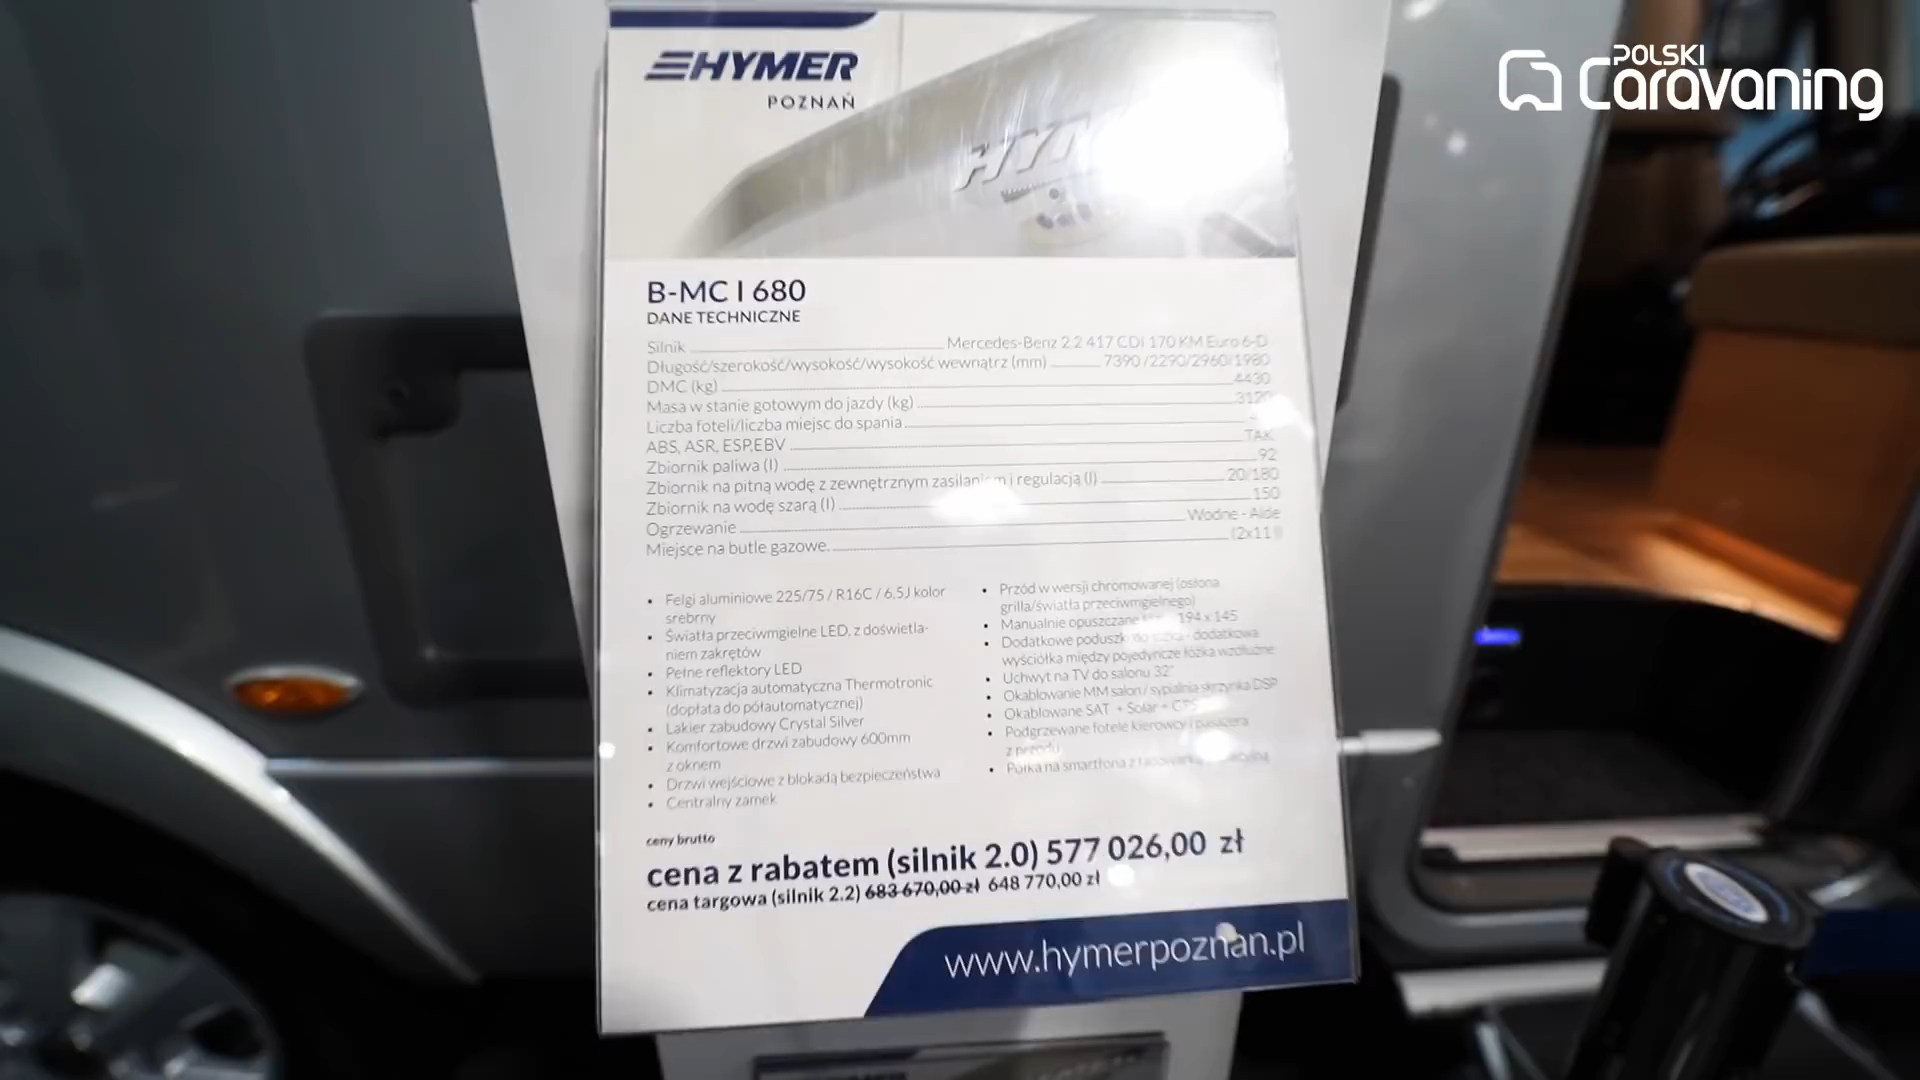 POLSKI
Caravaning
HYMER
POZNAŃ
HYM
B-MC I 680
DANE TECHNICZNE
Silnik Mercedes-Benz 2.2 417 CDI 170 KM Euro 6-D
Długość/szerokość/wysokość/wysokość wewnątrz (mm) 7390 /2290/2960/1980
DMC (kg) 4430
Masa w stanie gotowym do jazdy (kg) 3120
Liczba foteli/liczba miejsc do spania
ABS, ASR, ESP,EBV TAK
Zbiornik paliwa (l) 92
Zbiornik na pitną wodę z zewnętrznym zasilaniem i regulacją (l) 20/180
Zbiornik na wodę szarą (l) 150
Ogrzewanie Wodne - Alde
Miejsce na butle gazowe. (2x11 l)
• Felgi aluminiowe 225/75 / R16C / 6,5J kolor
srebrny
• Światła przeciwmgielne LED, z doświetla-
niem zakrętów
• Pełne reflektory LED
• Klimatyzacja automatyczna Thermotronic
(dopłata do półautomatycznej)
• Lakier zabudowy Crystal Silver
• Komfortowe drzwi zabudowy 600mm
z oknem
• Drzwi wejściowe z blokadą bezpieczeństwa
• Centralny zamek
• Przód w wersji chromowanej (osłona
grilla/światła przeciwmgielnego)
• Manualnie opuszczane 194 x 145
• Dodatkowe poduszki do łóżka - dodatkowa
wyściółka między pojedyncze łóżka wzdłużne
• Uchwyt na TV do salonu 32"
• Okablowanie MM salon / sypialnia skrzynka DSP
• Okablowane SAT + Solar + GPS
• Podgrzewane fotele kierowcy i pasażera
z przodu
• Półka na smartfona z
ceny brutto
cena z rabatem (silnik 2.0) 577 026,00 zł
cena targowa (silnik 2.2) 683 670,00 zł 648 770,00 zł
www.hymerpoznan.pl
HYMER